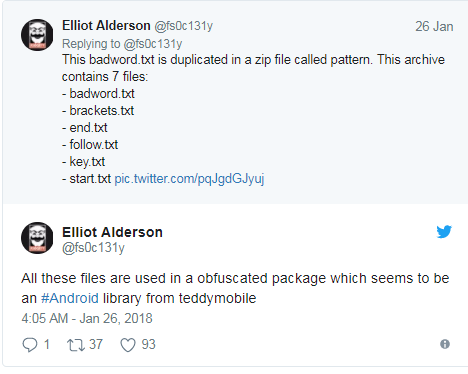 Elliot Alderson @fs0c131y 26 Jan
Replying to @fs0c131y
This badword.txt is duplicated in a zip file called pattern. This archive
contains 7 files:
- badword.txt
- brackets.txt
- end.txt
- follow.txt
- key.txt
- start.txt pic.twitter.com/pqJgdGJyuj
Elliot Alderson
@fs0c131y
All these files are used in a obfuscated package which seems to be
an #Android library from teddymobile
4:05 AM - Jan 26, 2018
1 37 93